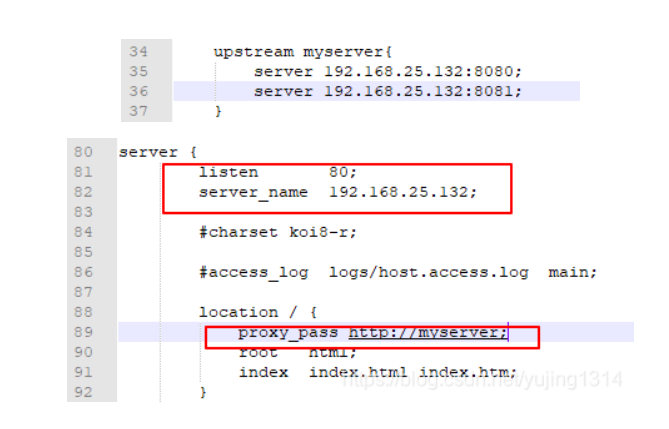 34 upstream myserver{
35 server 192.168.25.132:8080;
36 server 192.168.25.132:8081;
37 }
80 server {
81 listen 80;
82 server_name 192.168.25.132;
83
84 #charset koi8-r;
85
86 #access_log logs/host.access.log main;
87
88 location / {
89 proxy_pass http://myserver;
90 root html;
91 index index.html index.htm;
https://blog.csdn.net/yujing1314
92 }